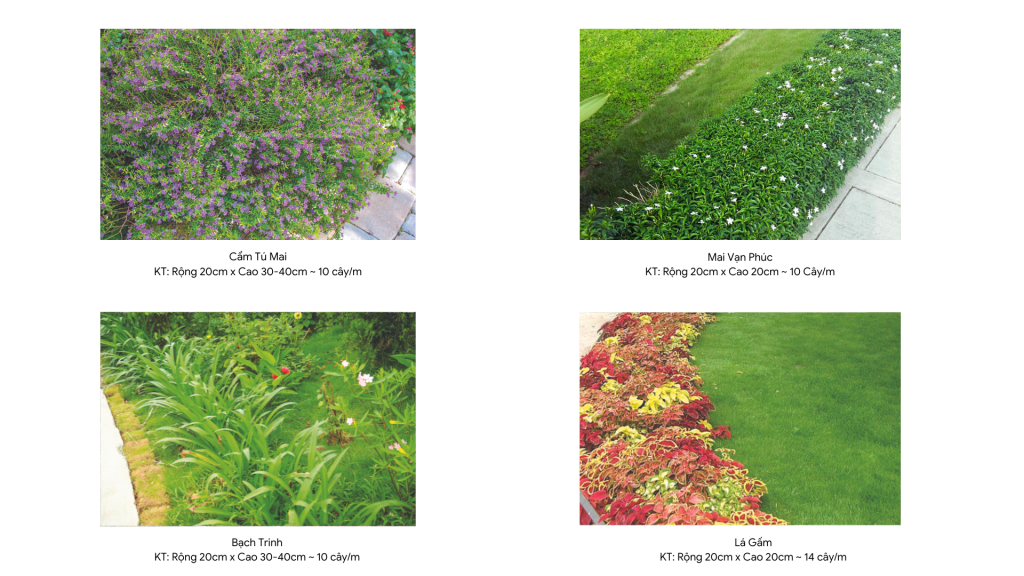 Cẩm Tú Mai
KT: Rộng 20cm x Cao 30-40cm ~ 10 cây/m
Mai Vạn Phúc
KT: Rộng 20cm x Cao 20cm ~ 10 Cây/m
Bạch Trinh
KT: Rộng 20cm x Cao 30-40cm ~ 10 cây/m
Lá Gấm
KT: Rộng 20cm x Cao 20cm ~ 14 cây/m